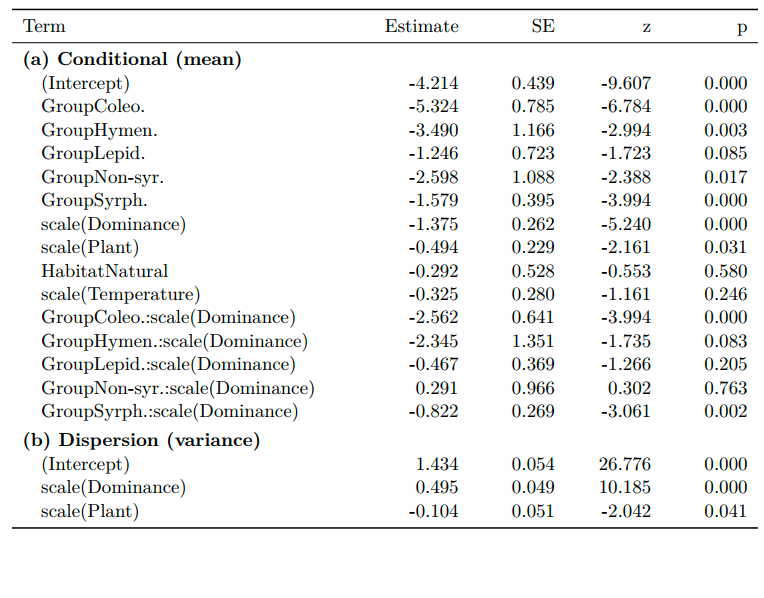 Term Estimate SE z p
(a) Conditional (mean)
(Intercept) -4.214 0.439 -9.607 0.000
GroupColeo. -5.324 0.785 -6.784 0.000
GroupHymen. -3.490 1.166 -2.994 0.003
GroupLepid. -1.246 0.723 -1.723 0.085
GroupNon-syr. -2.598 1.088 -2.388 0.017
GroupSyrph. -1.579 0.395 -3.994 0.000
scale(Dominance) -1.375 0.262 -5.240 0.000
scale(Plant) -0.494 0.229 -2.161 0.031
HabitatNatural -0.292 0.528 -0.553 0.580
scale(Temperature) -0.325 0.280 -1.161 0.246
GroupColeo.:scale(Dominance) -2.562 0.641 -3.994 0.000
GroupHymen.:scale(Dominance) -2.345 1.351 -1.735 0.083
GroupLepid.:scale(Dominance) -0.467 0.369 -1.266 0.205
GroupNon-syr.:scale(Dominance) 0.291 0.966 0.302 0.763
GroupSyrph.:scale(Dominance) -0.822 0.269 -3.061 0.002
(b) Dispersion (variance)
(Intercept) 1.434 0.054 26.776 0.000
scale(Dominance) 0.495 0.049 10.185 0.000
scale(Plant) -0.104 0.051 -2.042 0.041